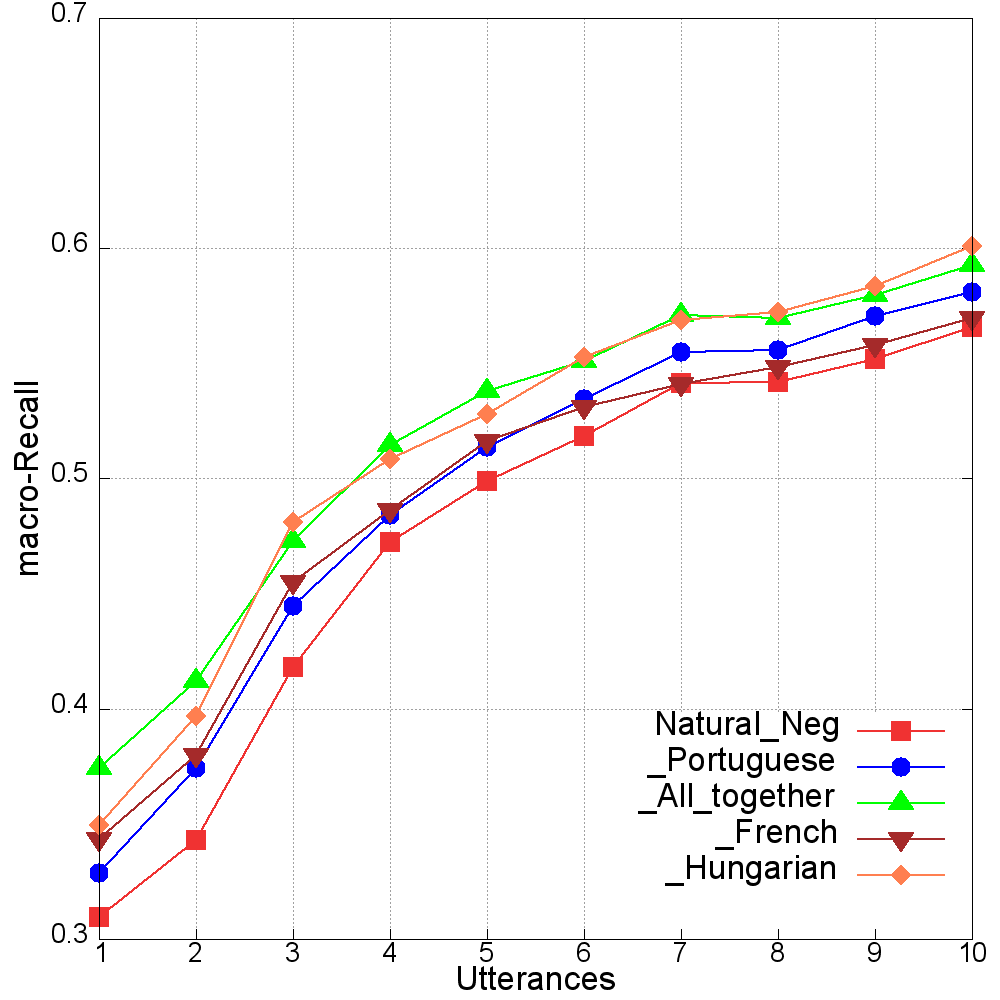 0.7
0.6
0.5
0.4
0.3
macro-Recall
Natural_Neg
_Portuguese
_All_together
_French
_Hungarian
1 2 3 4 5 6 7 8 9 10
Utterances